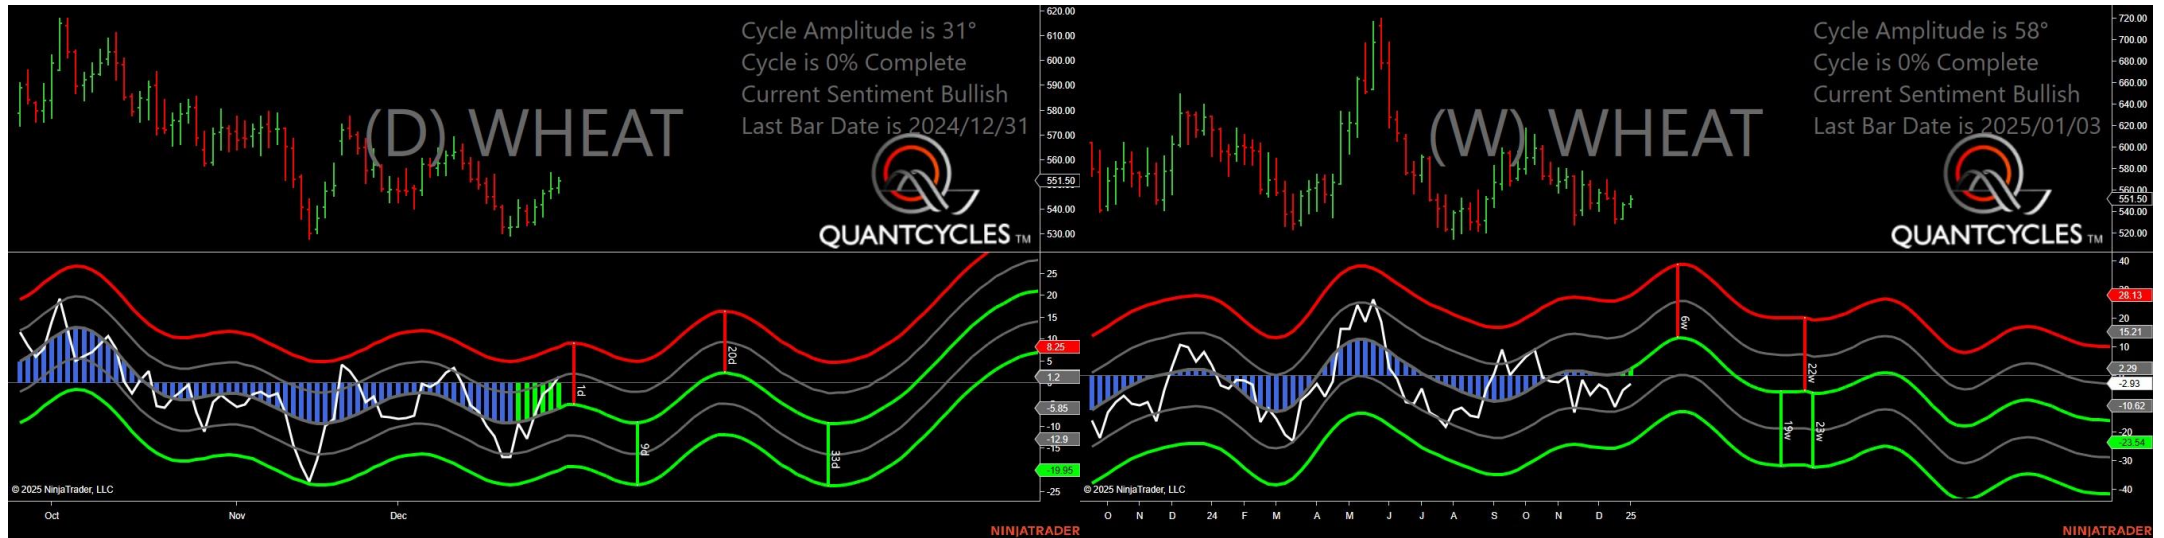 Cycle Amplitude is 31°
Cycle is 0% Complete
Current Sentiment Bullish
Last Bar Date is 2024/12/31
(D) WHEAT
QUANTCYCLES TM
620.00
610.00
600.00
590.00
580.00
570.00
560.00
551.50
540.00
530.00
25
20
15
10
8.25
5
1.2
-5.85
-10
-12.9
-15
-19.95
-25
1d
9d
20d
33d
© 2025 NinjaTrader, LLC
Oct Nov Dec
NINJATRADER
Cycle Amplitude is 58°
Cycle is 0% Complete
Current Sentiment Bullish
Last Bar Date is 2025/01/03
(W) WHEAT
QUANTCYCLES TM
720.00
700.00
680.00
660.00
640.00
620.00
600.00
580.00
560.00
551.50
540.00
520.00
40
28.13
20
15.21
10
2.29
-2.93
-10.62
-20
-23.54
-30
-40
6w
22w
19w
23w
© 2025 NinjaTrader, LLC
O N D 24 F M A M J J A S O N D 25
NINJATRADER